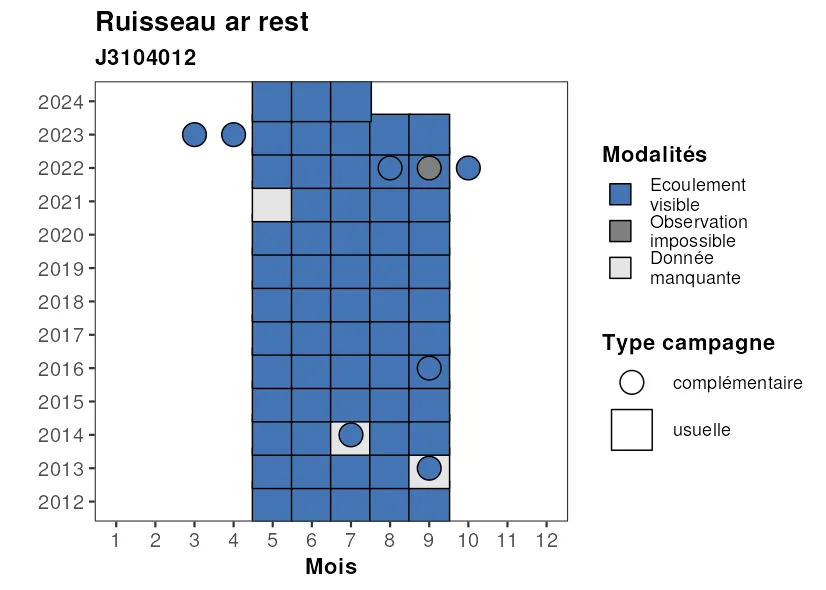 Ruisseau ar rest
J3104012
2024
2023
2022
2021
2020
2019
2018
2017
2016
2015
2014
2013
2012
1 2 3 4 5 6 7 8 9 10 11 12
Mois
Modalités
Ecoulement
visible
Observation
impossible
Donnée
manquante
Type campagne
complémentaire
usuelle